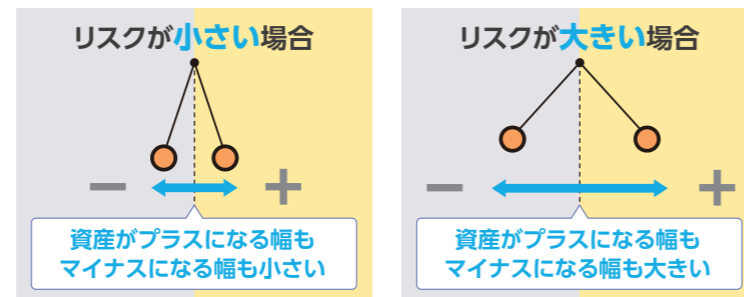 リスクが小さい場合
− +
資産がプラスになる幅も
マイナスになる幅も小さい
リスクが大きい場合
− +
資産がプラスになる幅も
マイナスになる幅も大きい